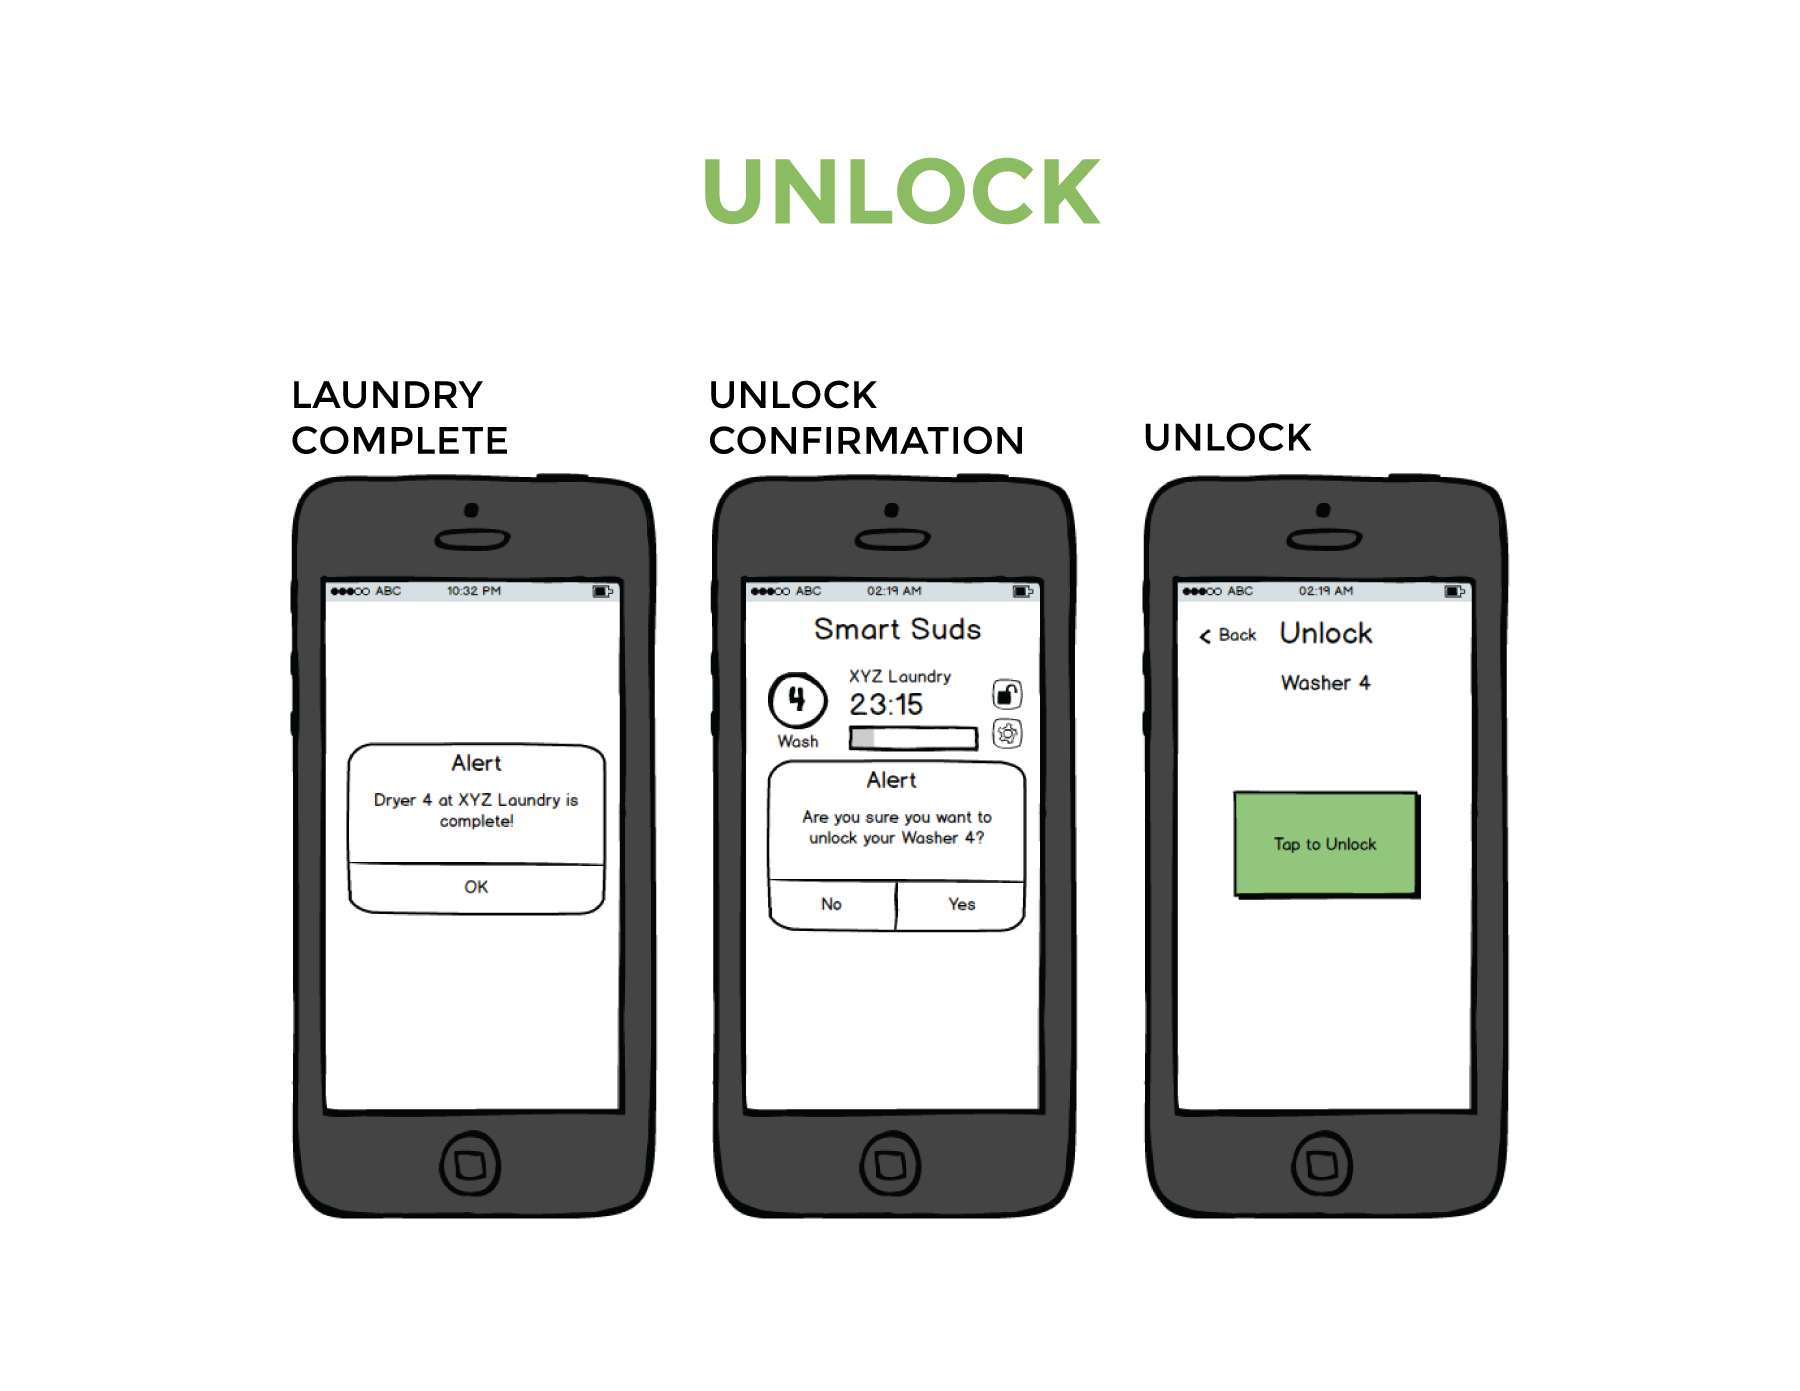 UNLOCK
LAUNDRY
COMPLETE
ABC 10:32 PM
Alert
Dryer 4 at XYZ Laundry is
complete!
OK
UNLOCK
CONFIRMATION
ABC 02:19 AM
Smart Suds
4
Wash
XYZ Laundry
23:15
Alert
Are you sure you want to
unlock your Washer 4?
No Yes
UNLOCK
ABC 02:19 AM
< Back Unlock
Washer 4
Tap to Unlock